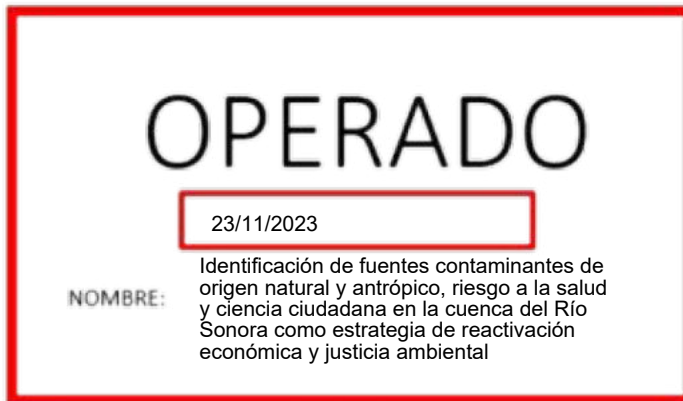 OPERADO
23/11/2023
NOMBRE:
Identificación de fuentes contaminantes de
origen natural y antrópico, riesgo a la salud
y ciencia ciudadana en la cuenca del Río
Sonora como estrategia de reactivación
económica y justicia ambiental